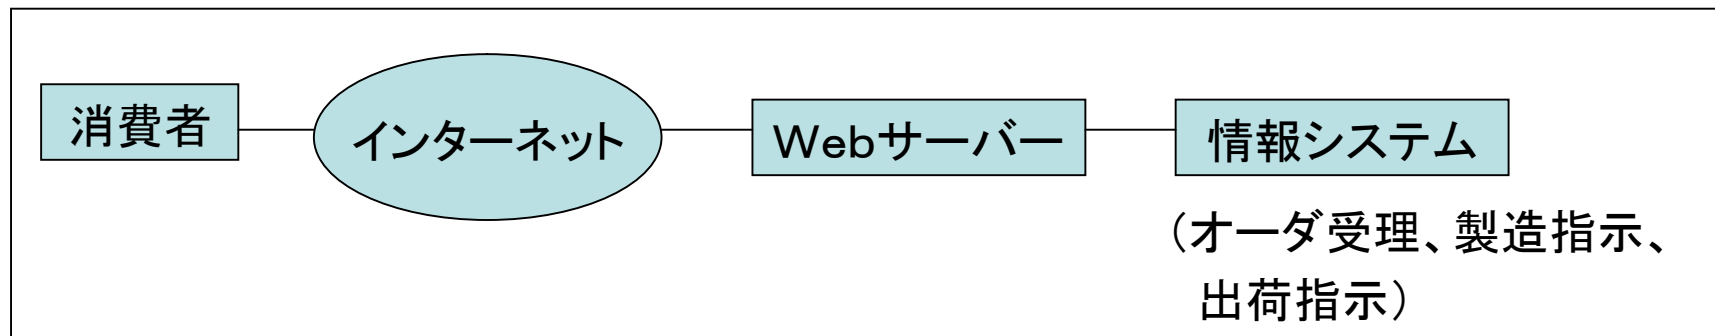 消費者
インターネット
Webサーバー
情報システム
(オーダ受理、製造指示、
出荷指示)